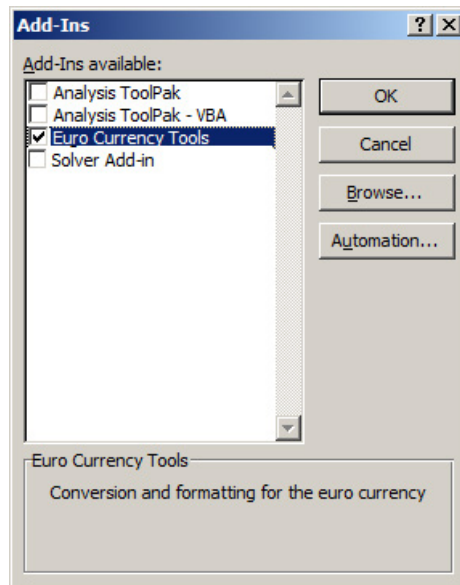 Add-Ins
Add-Ins available:
Analysis ToolPak
Analysis ToolPak - VBA
Euro Currency Tools
Solver Add-in
OK
Cancel
Browse...
Automation...
Euro Currency Tools
Conversion and formatting for the euro currency